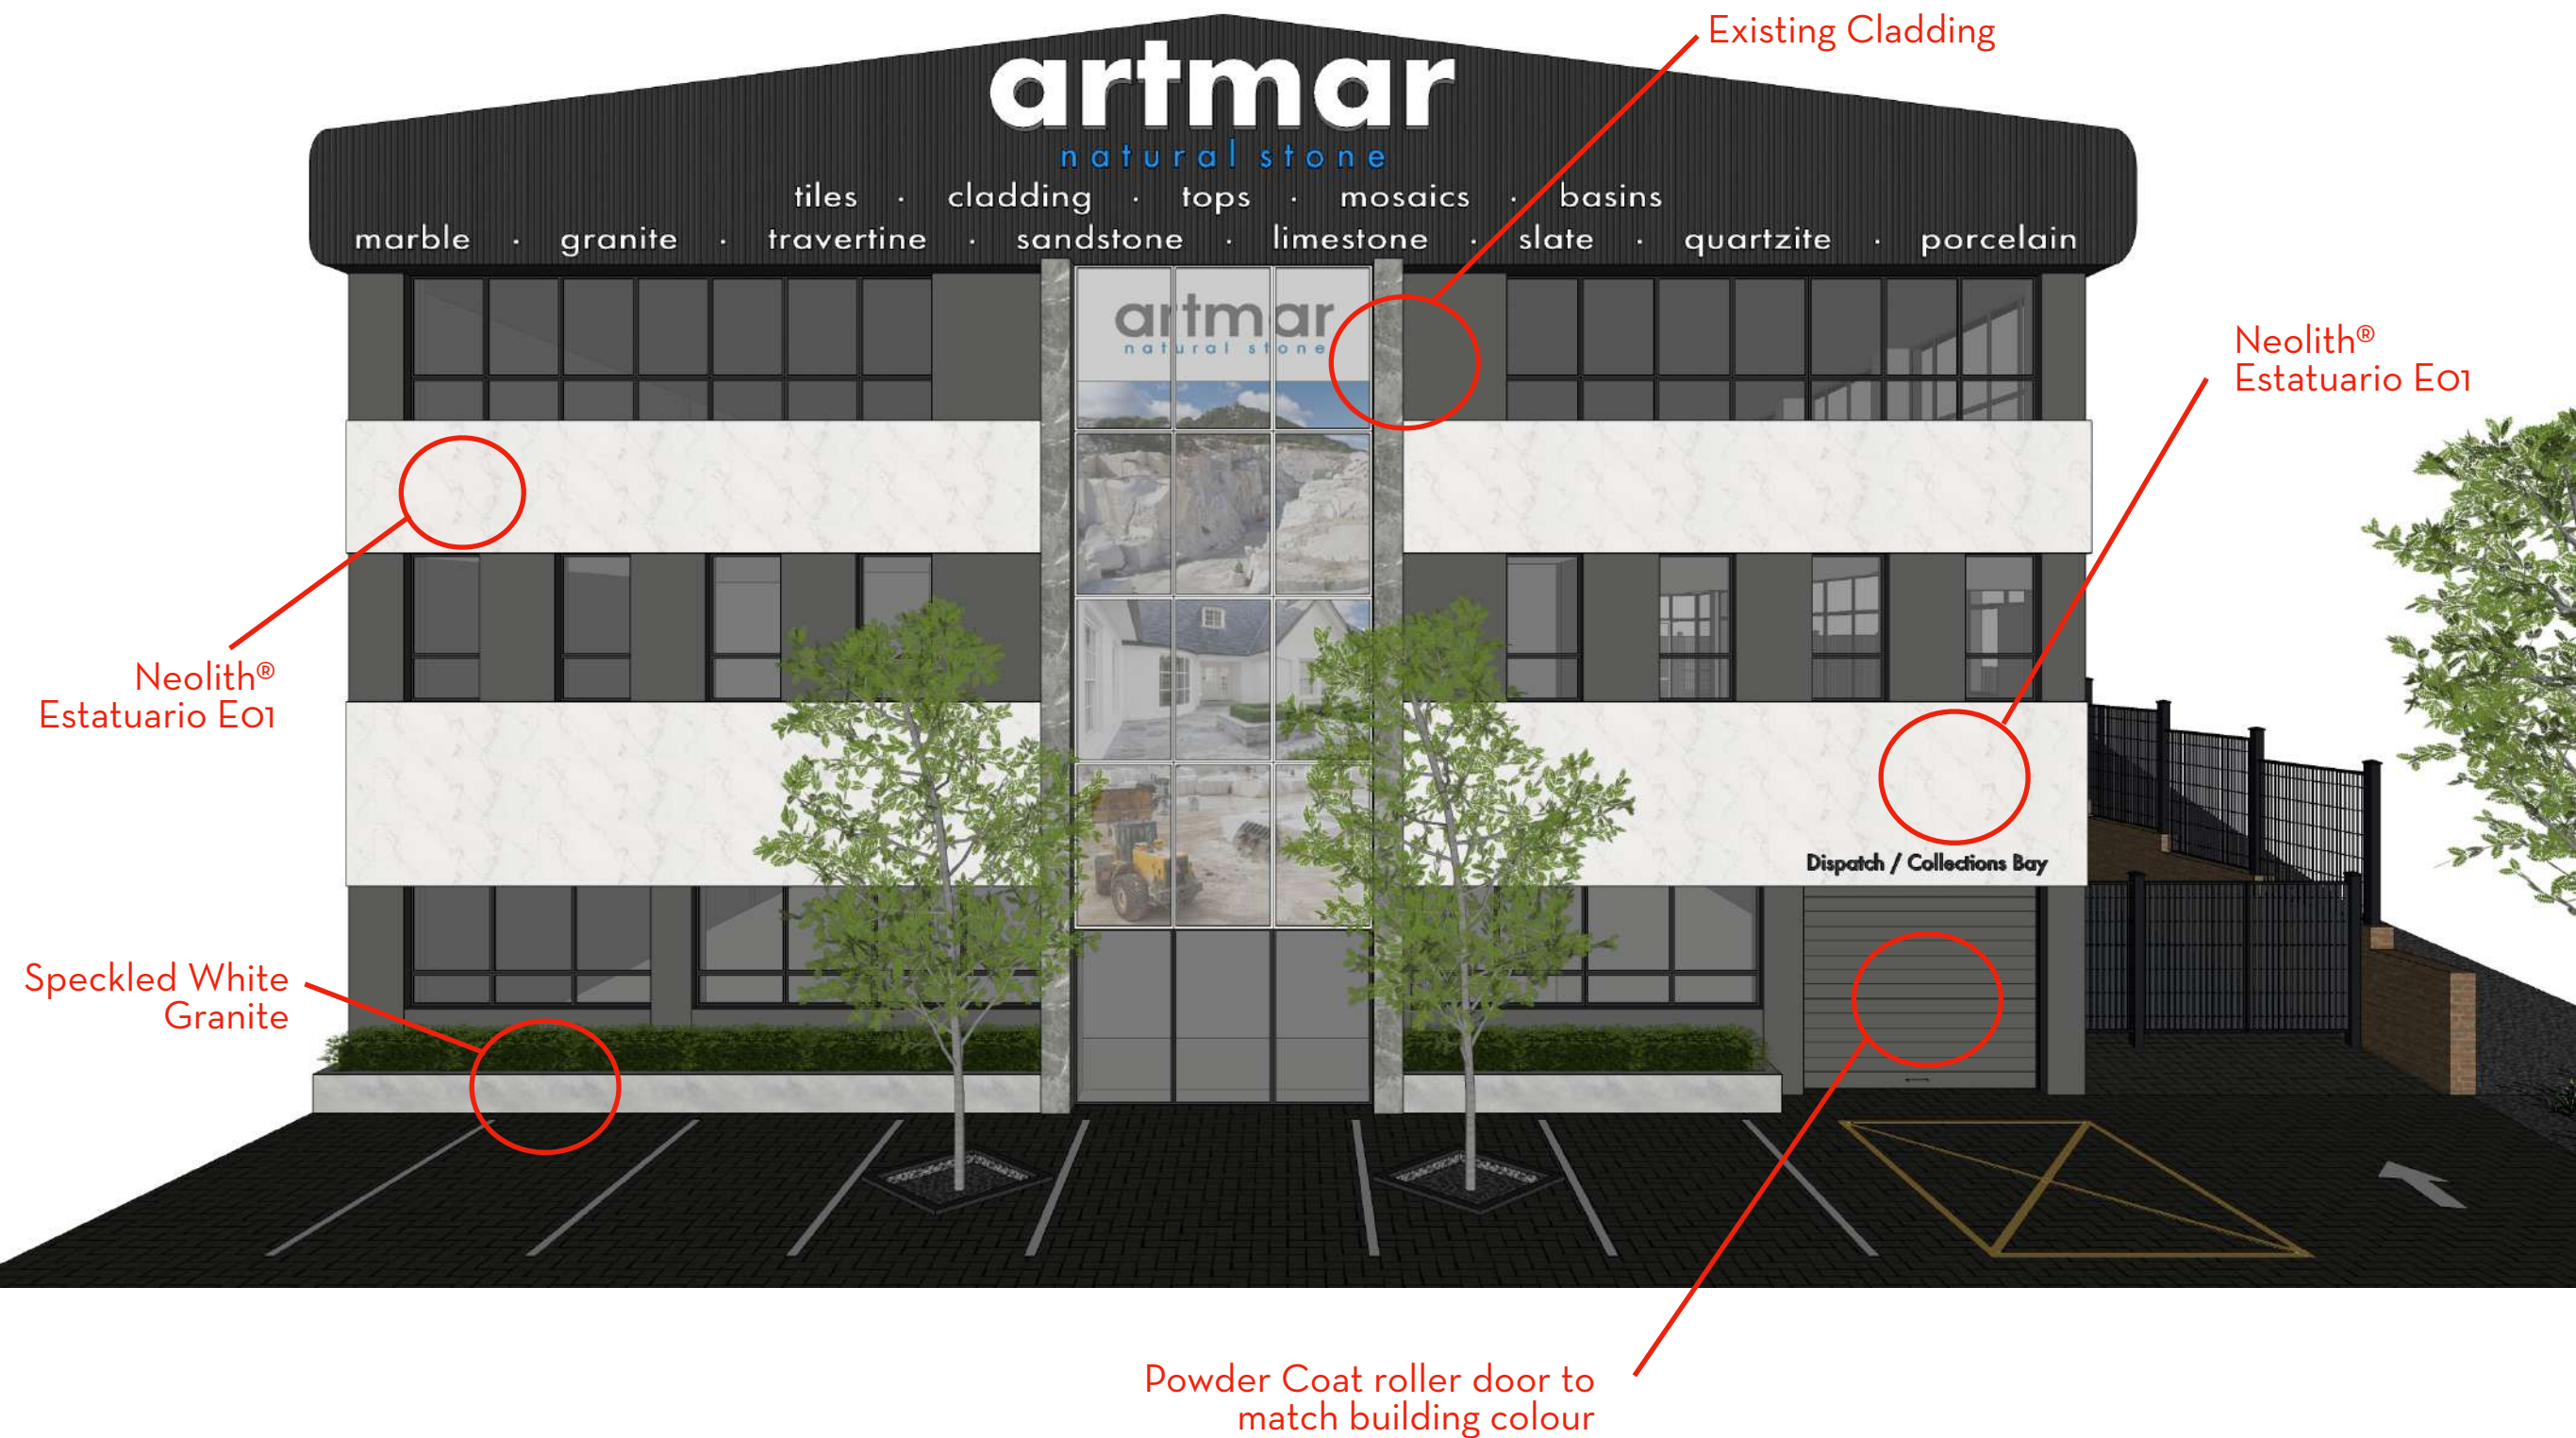 Existing Cladding
artmar
natural stone
tiles · cladding · tops · mosaics · basins
marble · granite · travertine · sandstone · limestone · slate · quartzite · porcelain
artmar
natural stone
Neolith®
Estatuario E01
Neolith®
Estatuario E01
Dispatch / Collections Bay
Speckled White
Granite
Powder Coat roller door to
match building colour